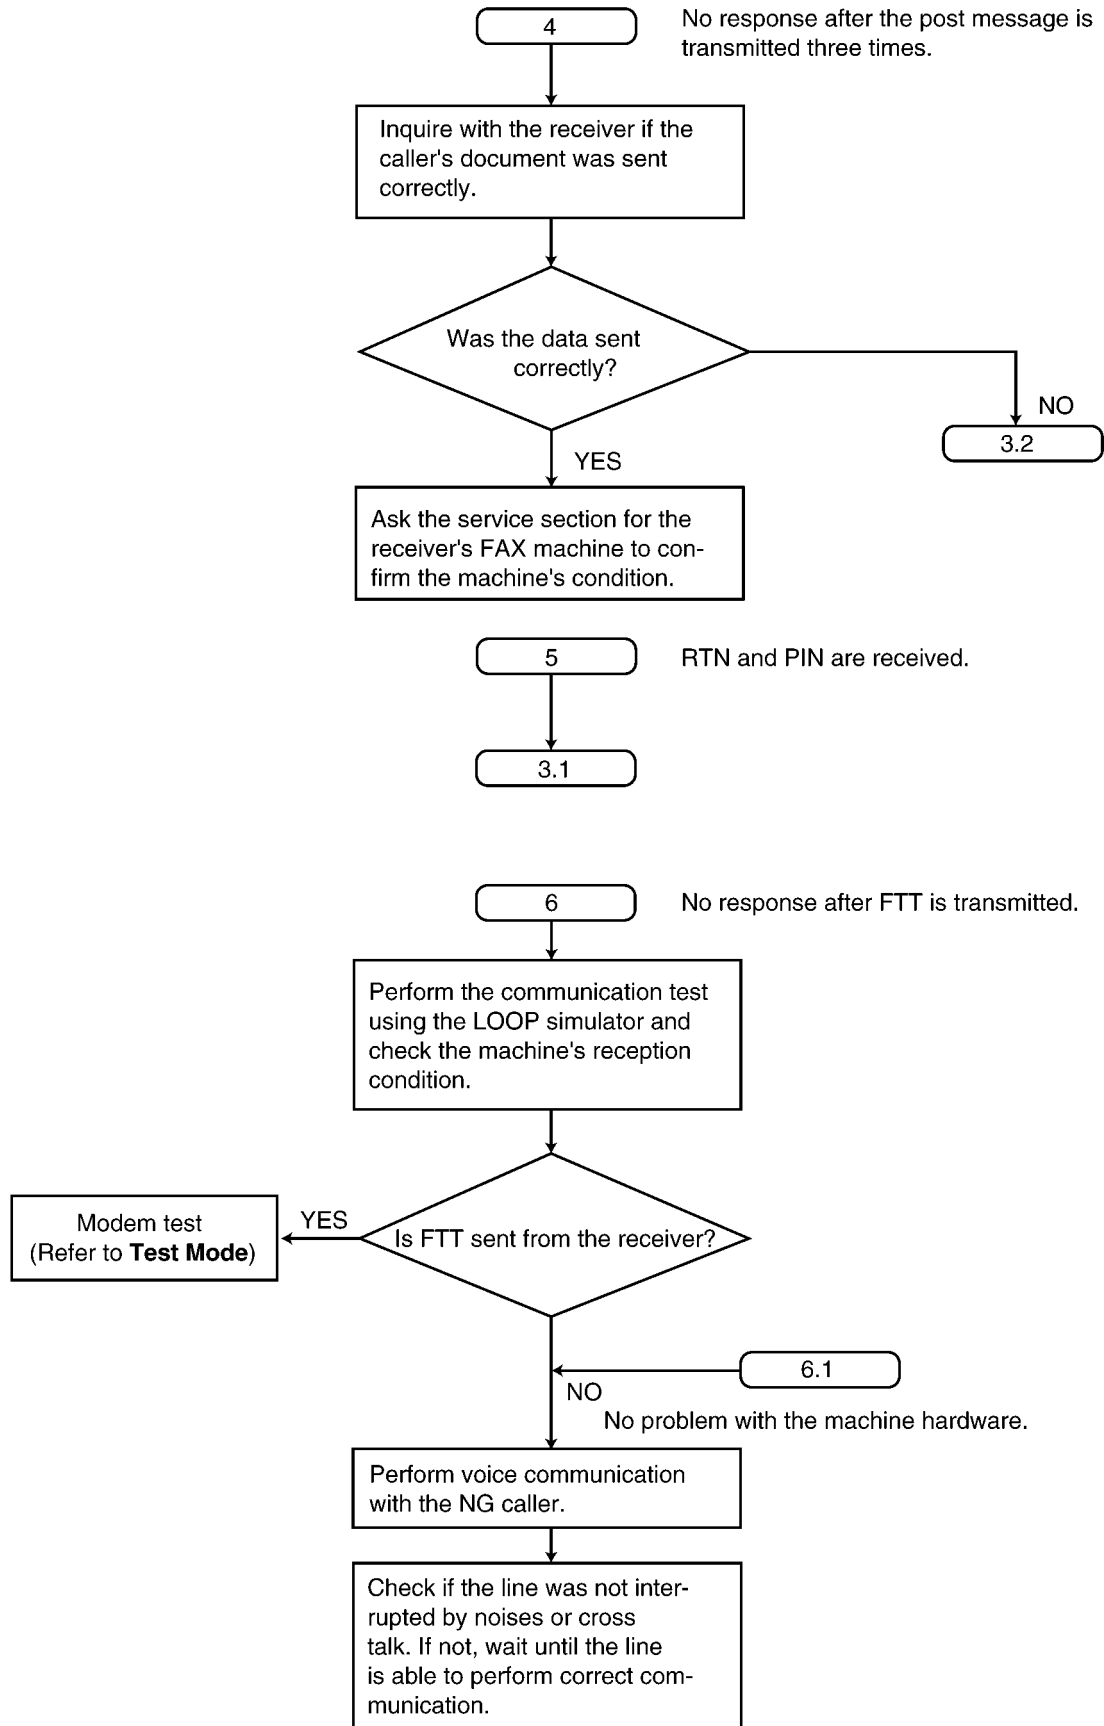 4
No response after the post message is
transmitted three times.
Inquire with the receiver if the
caller's document was sent
correctly.
Was the data sent
correctly?
NO
3.2
YES
Ask the service section for the
receiver's FAX machine to con-
firm the machine's condition.
5
RTN and PIN are received.
3.1
6
No response after FTT is transmitted.
Perform the communication test
using the LOOP simulator and
check the machine's reception
condition.
Modem test
(Refer to Test Mode)
YES
Is FTT sent from the receiver?
6.1
NO
No problem with the machine hardware.
Perform voice communication
with the NG caller.
Check if the line was not inter-
rupted by noises or cross
talk. If not, wait until the line
is able to perform correct com-
munication.